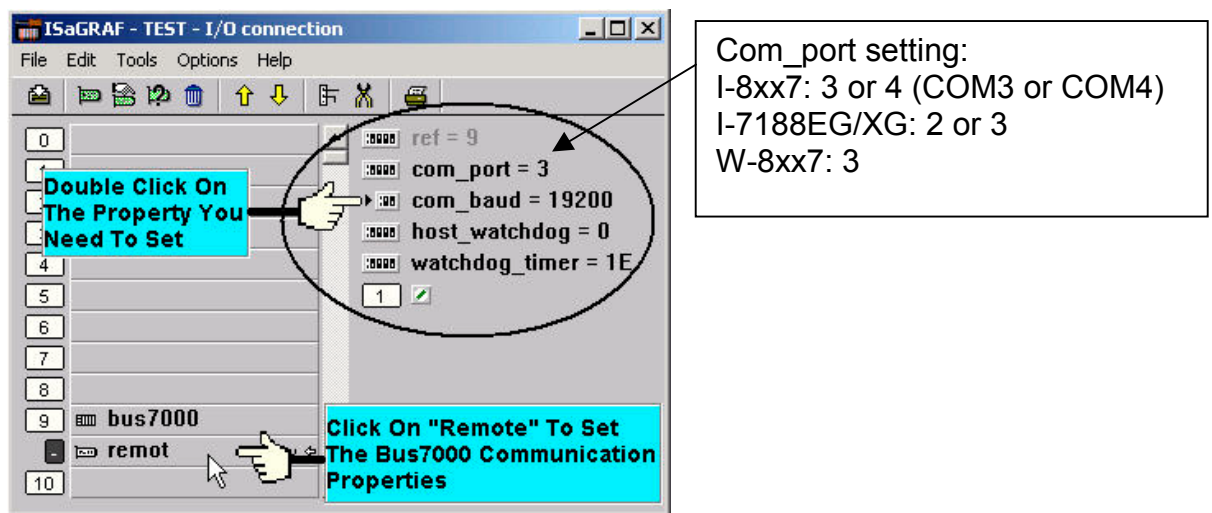 ISaGRAF - TEST - I/O connection
File Edit Tools Options Help
0
ref = 9
com_port = 3
com_baud = 19200
host_watchdog = 0
watchdog_timer = 1E
1
Double Click On
The Property You
Need To Set
4
5
6
7
8
9 bus7000
remot
10
Click On "Remote" To Set
The Bus7000 Communication
Properties
Com_port setting:
I-8xx7: 3 or 4 (COM3 or COM4)
I-7188EG/XG: 2 or 3
W-8xx7: 3